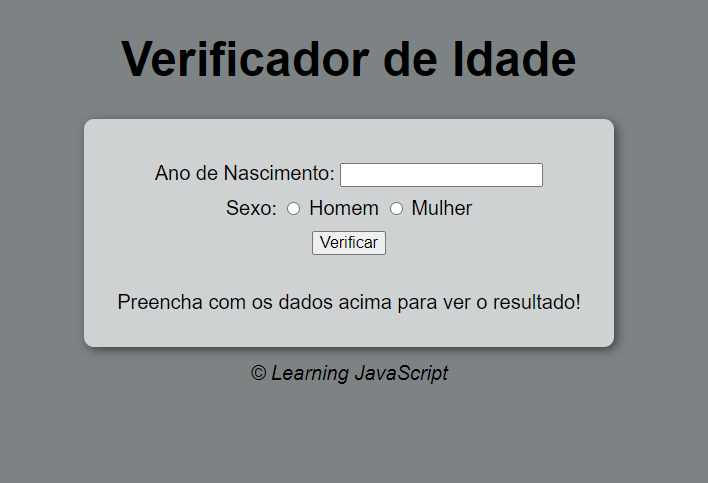 Verificador de Idade
Ano de Nascimento:
Sexo: Homem Mulher
Verificar
Preencha com os dados acima para ver o resultado!
© Learning JavaScript